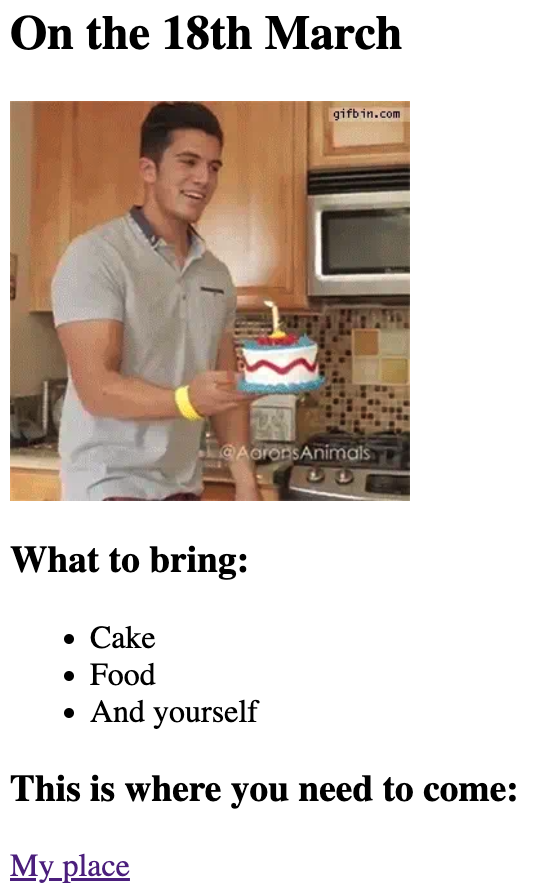 On the 18th March
gifbin.com
@AaronsAnimals
What to bring:
Cake
Food
And yourself
This is where you need to come:
My place